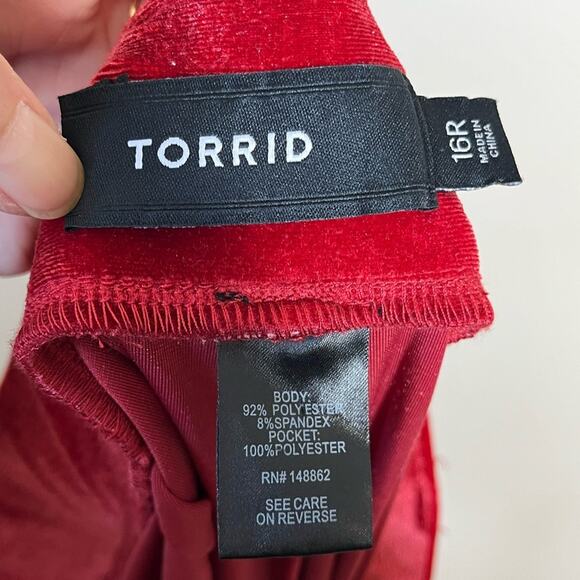 TORRID
16R
MADE IN
CHINA
BODY:
92% POLYESTER
8%SPANDEX
POCKET:
100%POLYESTER
RN# 148862
SEE CARE
ON REVERSE